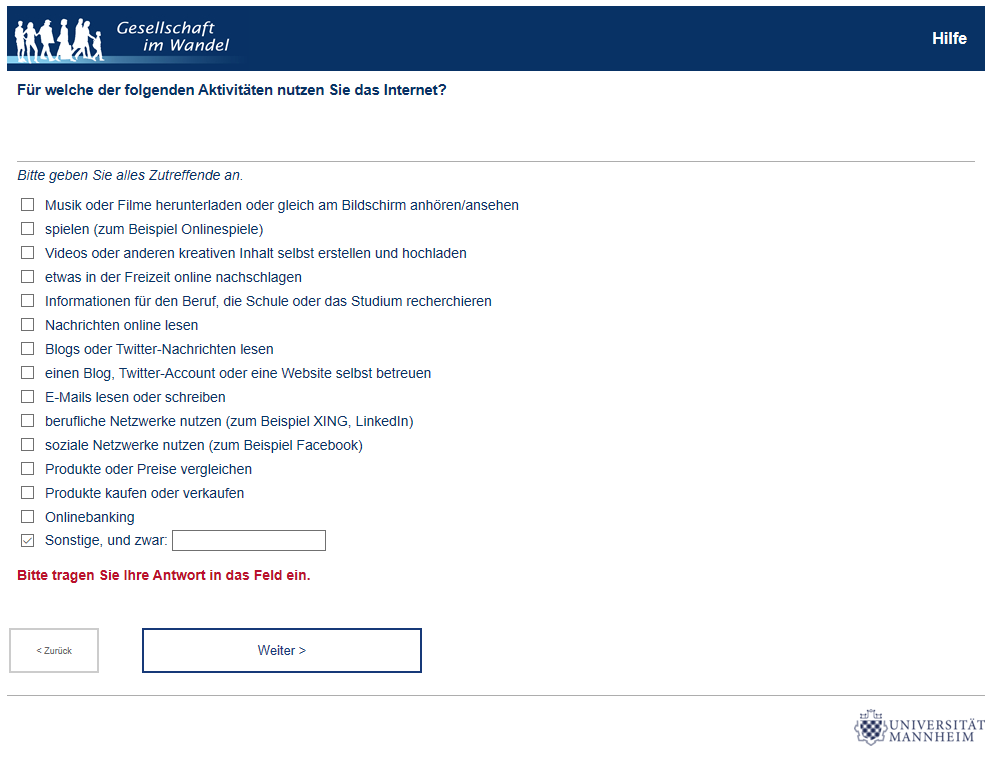 Gesellschaft
im Wandel
Hilfe
Für welche der folgenden Aktivitäten nutzen Sie das Internet?
Bitte geben Sie alles Zutreffende an.
Musik oder Filme herunterladen oder gleich am Bildschirm anhören/ansehen
spielen (zum Beispiel Onlinespiele)
Videos oder anderen kreativen Inhalt selbst erstellen und hochladen
etwas in der Freizeit online nachschlagen
Informationen für den Beruf, die Schule oder das Studium recherchieren
Nachrichten online lesen
Blogs oder Twitter-Nachrichten lesen
einen Blog, Twitter-Account oder eine Website selbst betreuen
E-Mails lesen oder schreiben
berufliche Netzwerke nutzen (zum Beispiel XING, LinkedIn)
soziale Netzwerke nutzen (zum Beispiel Facebook)
Produkte oder Preise vergleichen
Produkte kaufen oder verkaufen
Onlinebanking
Sonstige, und zwar:
Bitte tragen Sie Ihre Antwort in das Feld ein.
< Zurück
Weiter >
UNIVERSITÄT
MANNHEIM